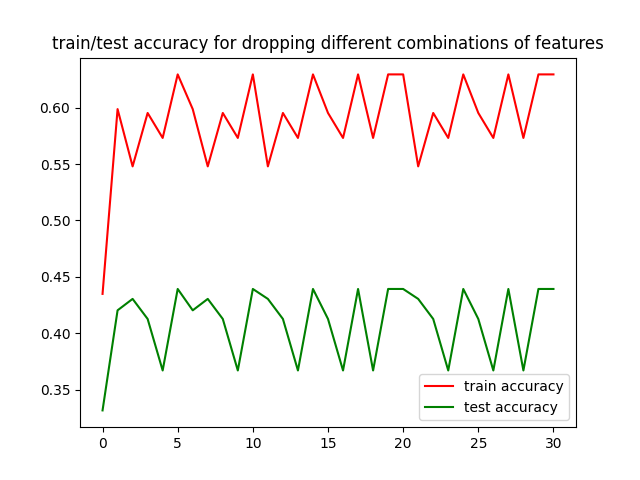 train/test accuracy for dropping different combinations of features
0.60
0.55
0.50
0.45
0.40
0.35
train accuracy
test accuracy
0 5 10 15 20 25 30